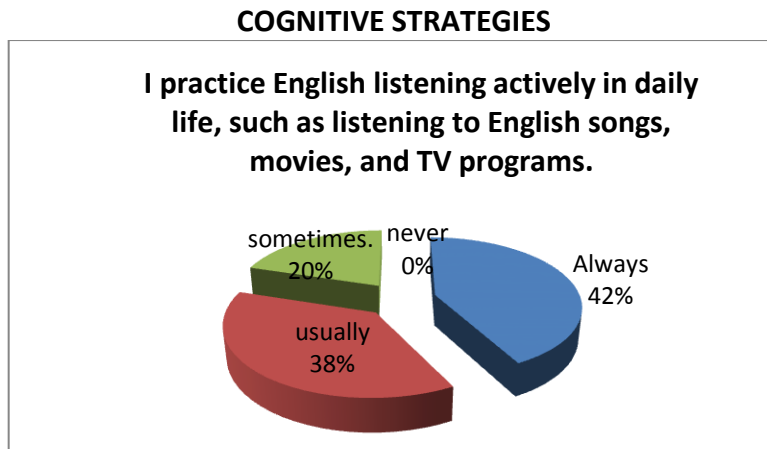 COGNITIVE STRATEGIES
I practice English listening actively in daily
life, such as listening to English songs,
movies, and TV programs.
sometimes.
20%
never
0%
Always
42%
usually
38%